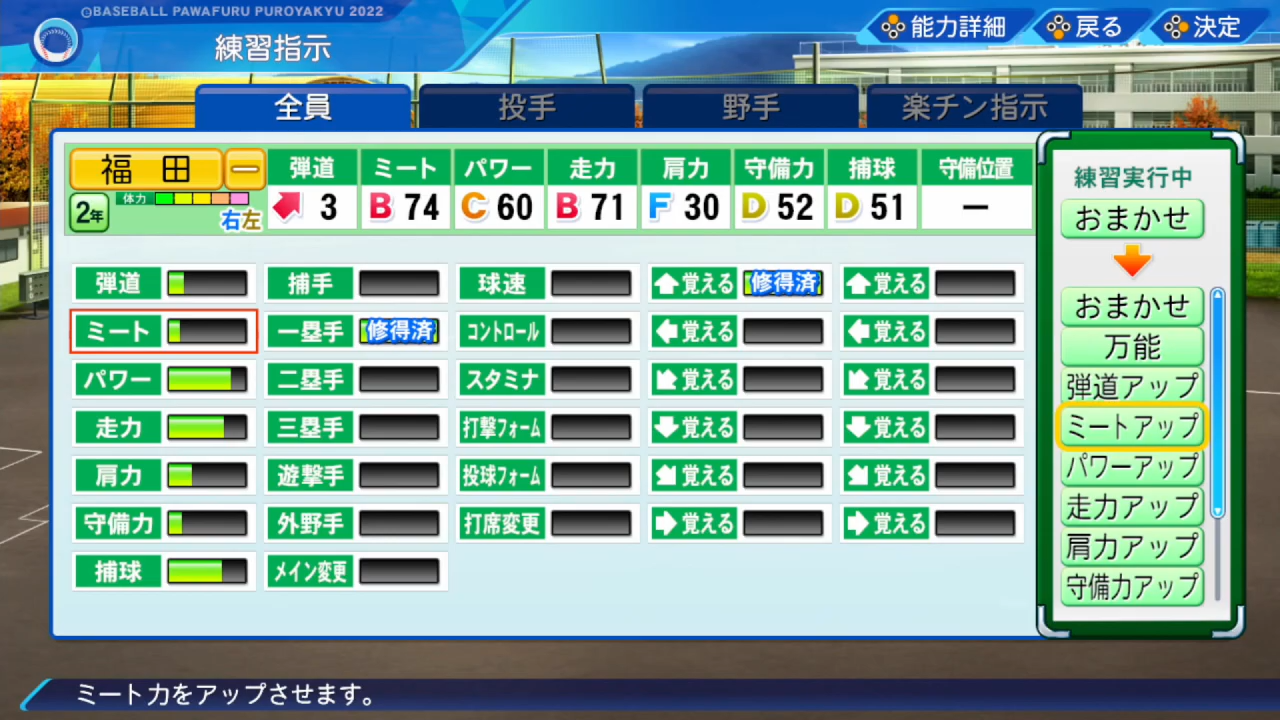 ©BASEBALL PAWAFURU PUROYAKYU 2022
練習指示
能力詳細 戻る 決定
全員 投手 野手 楽チン指示
福田 ー 弾道 ミート パワー 走力 肩力 守備力 捕球 守備位置
2年 体力 右左 3 B 74 C 60 B 71 F 30 D 52 D 51 ー
弾道 捕手 球速 覚える 修得済 覚える
ミート 一塁手 修得済 コントロール 覚える 覚える
パワー 二塁手 スタミナ 覚える 覚える
走力 三塁手 打撃フォーム 覚える 覚える
肩力 遊撃手 投球フォーム 覚える 覚える
守備力 外野手 打席変更 覚える 覚える
捕球 メイン変更
練習実行中
おまかせ
おまかせ
万能
弾道アップ
ミートアップ
パワーアップ
走力アップ
肩力アップ
守備力アップ
ミート力をアップさせます。